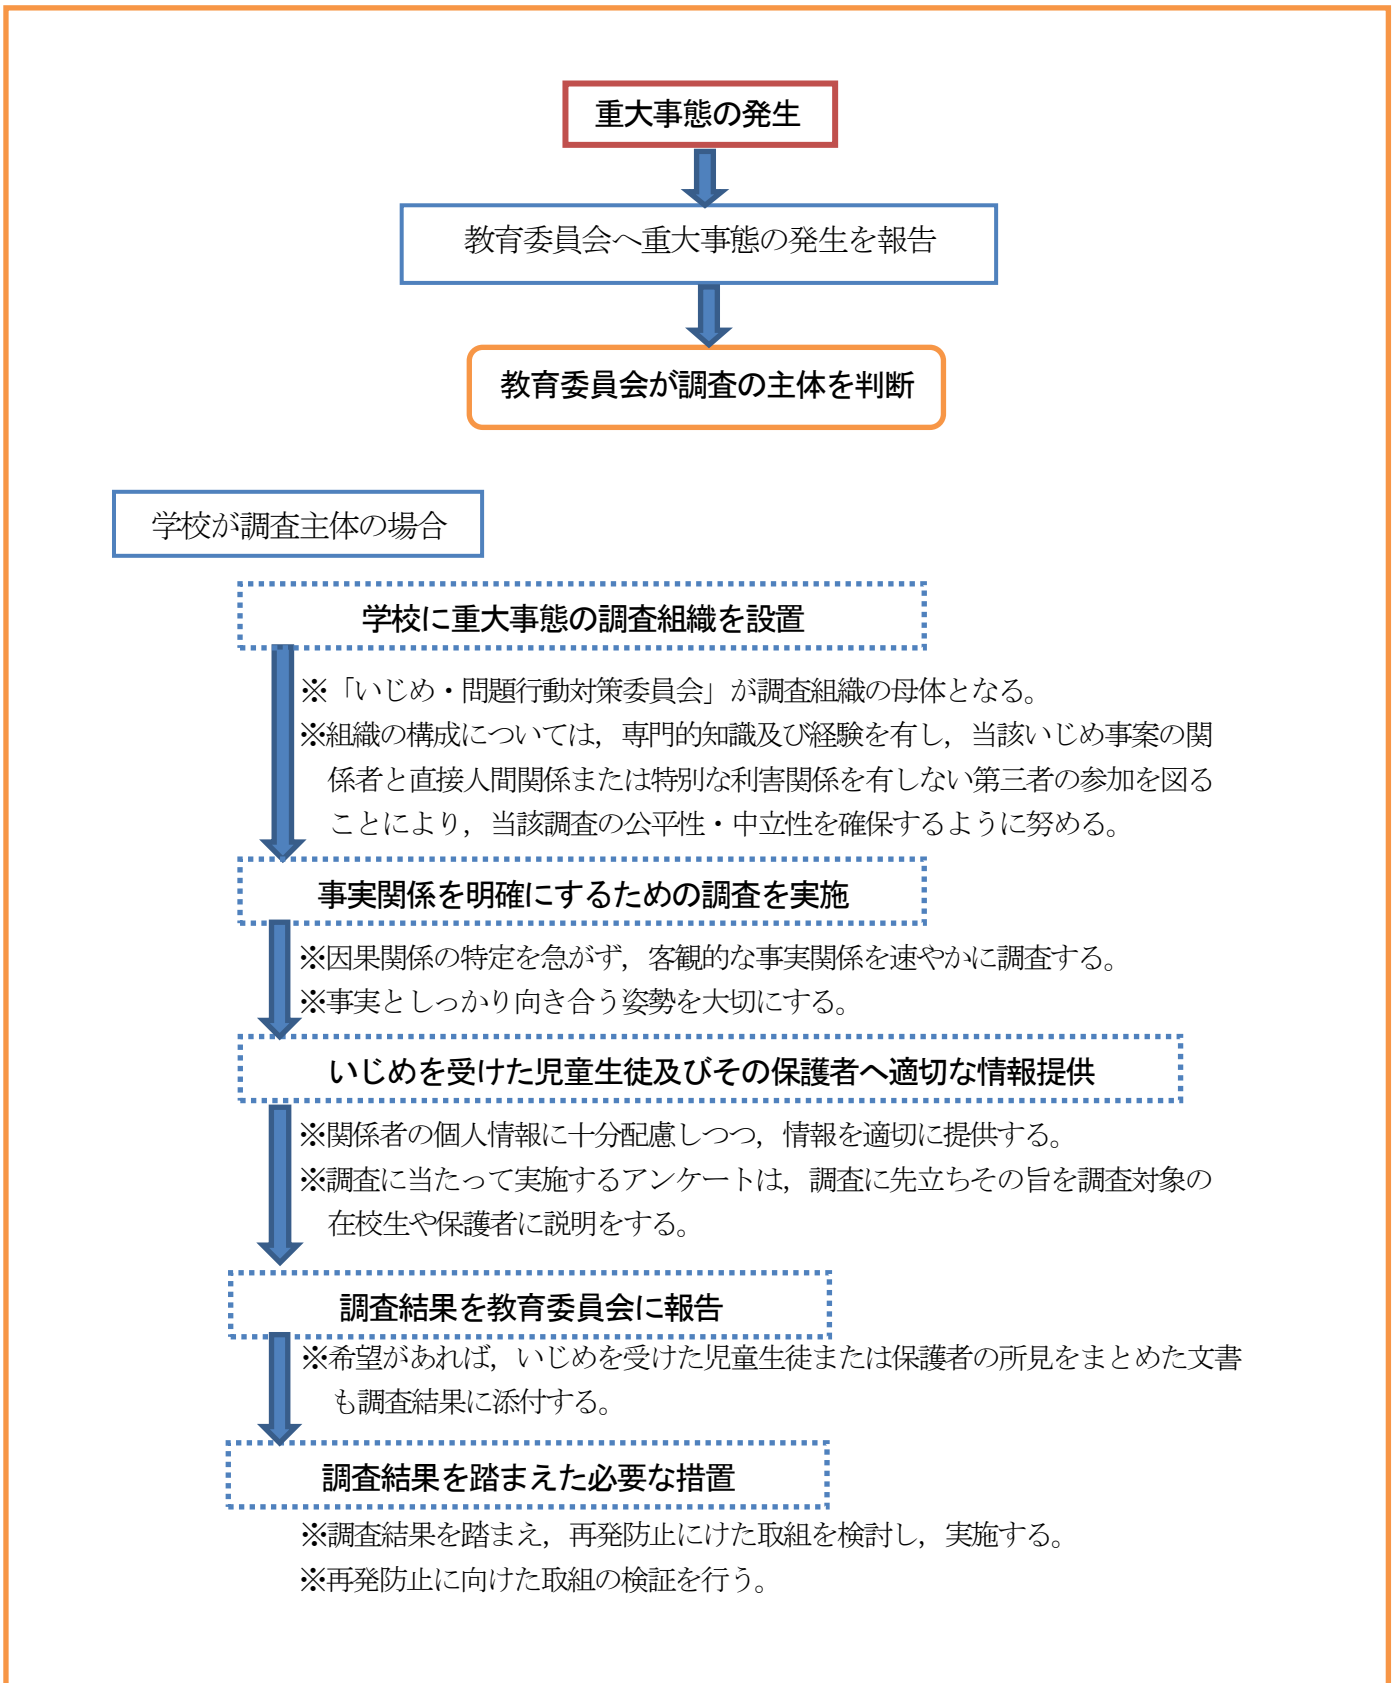 重大事態の発生
教育委員会へ重大事態の発生を報告
教育委員会が調査の主体を判断
学校が調査主体の場合
学校に重大事態の調査組織を設置
※「いじめ・問題行動対策委員会」が調査組織の母体となる。
※組織の構成については，専門的知識及び経験を有し，当該いじめ事案の関
係者と直接人間関係または特別な利害関係を有しない第三者の参加を図る
ことにより，当該調査の公平性・中立性を確保するように努める。
事実関係を明確にするための調査を実施
※因果関係の特定を急がず，客観的な事実関係を速やかに調査する。
※事実としっかり向き合う姿勢を大切にする。
いじめを受けた児童生徒及びその保護者へ適切な情報提供
※関係者の個人情報に十分配慮しつつ，情報を適切に提供する。
※調査に当たって実施するアンケートは，調査に先立ちその旨を調査対象の
在校生や保護者に説明をする。
調査結果を教育委員会に報告
※希望があれば，いじめを受けた児童生徒または保護者の所見をまとめた文書
も調査結果に添付する。
調査結果を踏まえた必要な措置
※調査結果を踏まえ，再発防止にけた取組を検討し，実施する。
※再発防止に向けた取組の検証を行う。